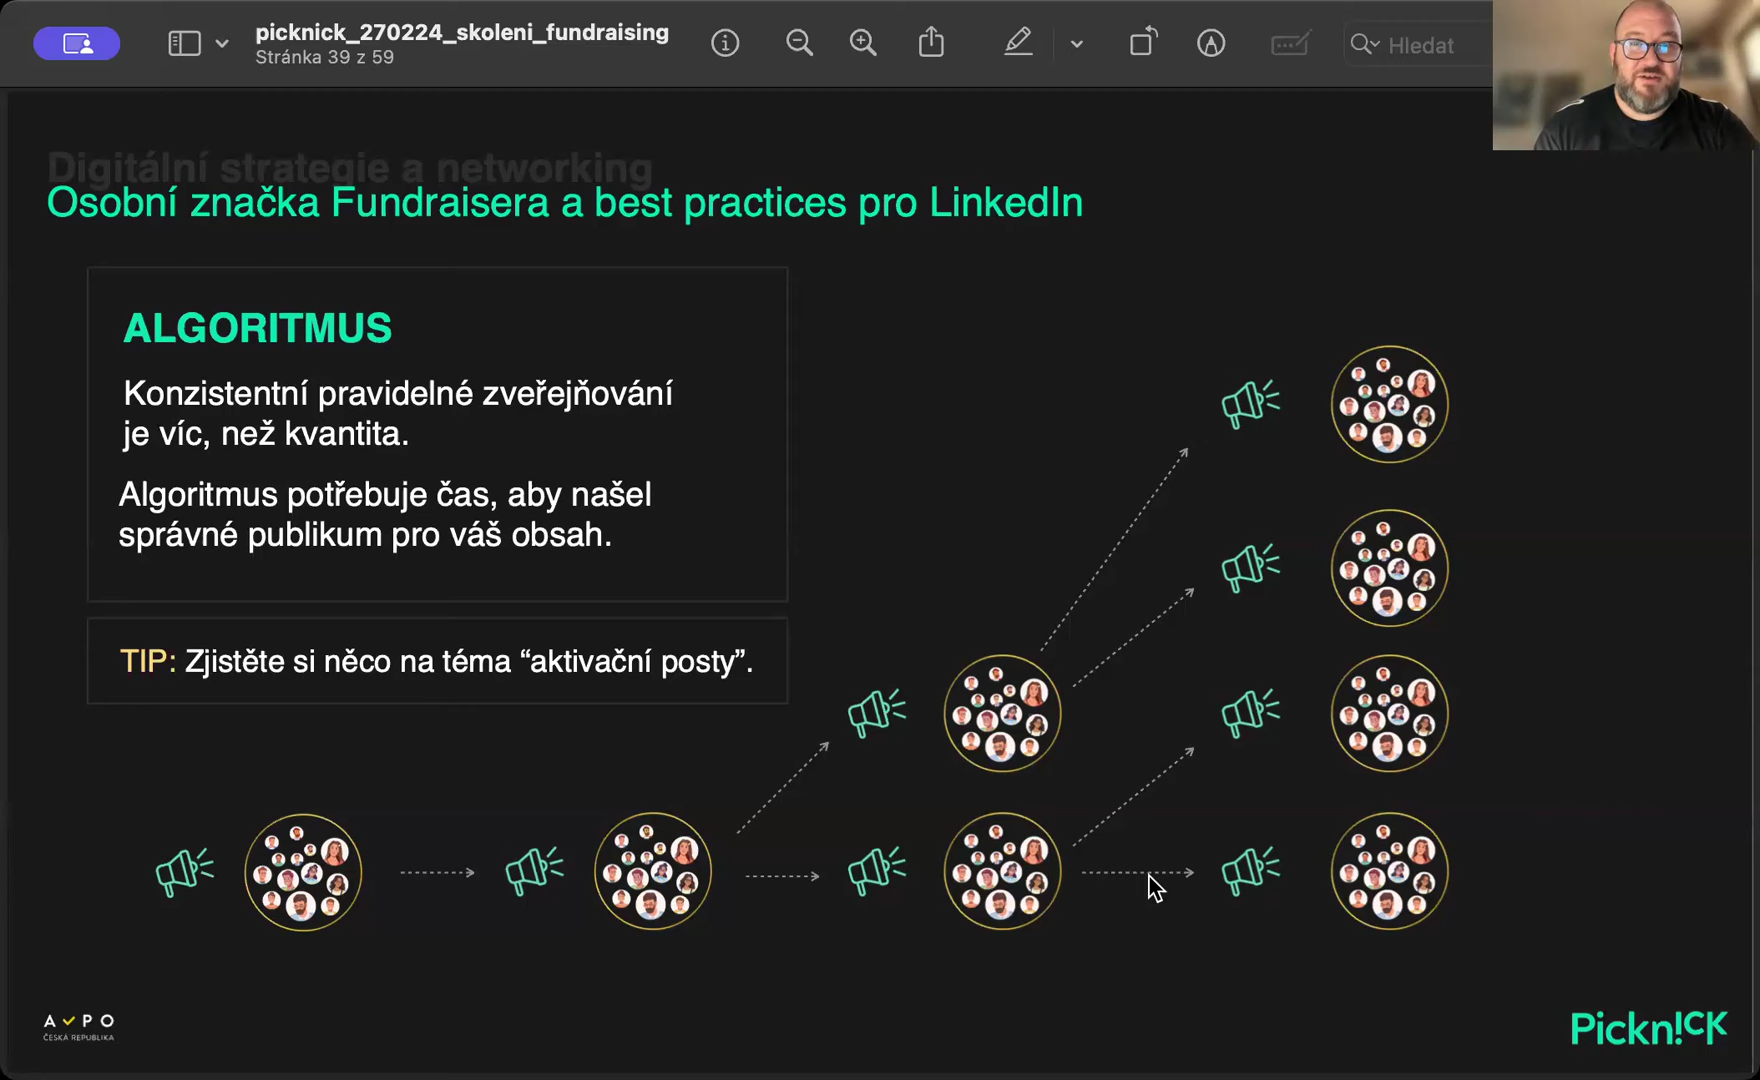 picknick_270224_skoleni_fundraising
Stránka 39 z 59
Hledat
Digitální strategie a networking
Osobní značka Fundraisera a best practices pro LinkedIn
ALGORITMUS
Konzistentní pravidelné zveřejňování
je víc, než kvantita.
Algoritmus potřebuje čas, aby našel
správné publikum pro váš obsah.
TIP: Zjistěte si něco na téma “aktivační posty”.
AVPO
ČESKÁ REPUBLIKA
Pickn!CK